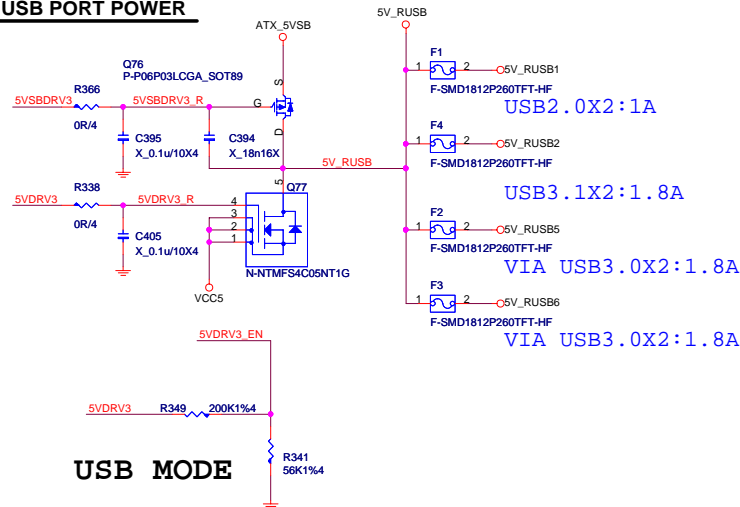 USB PORT POWER
ATX_5VSB
5V_RUSB
Q76
P-P06P03LCGA_SOT89
F1
1 2 5V_RUSB1
F-SMD1812P260TFT-HF
USB2.0X2:1A
R366
5VSBDRV3 5VSBDRV3_R G S D
0R/4
C395
X_0.1u/10X4
C394
X_18n16X
F4
1 2 5V_RUSB2
F-SMD1812P260TFT-HF
5V_RUSB
USB3.1X2:1.8A
R338
5VDRV3 5VDRV3_R
0R/4
C405
X_0.1u/10X4
5 Q77
4
3
2
1
N-NTMFS4C05NT1G
VCC5
F2
1 2 5V_RUSB5
F-SMD1812P260TFT-HF
VIA USB3.0X2:1.8A
F3
1 2 5V_RUSB6
F-SMD1812P260TFT-HF
VIA USB3.0X2:1.8A
5VDRV3_EN
5VDRV3 R349 200K1%4
R341
56K1%4
USB MODE